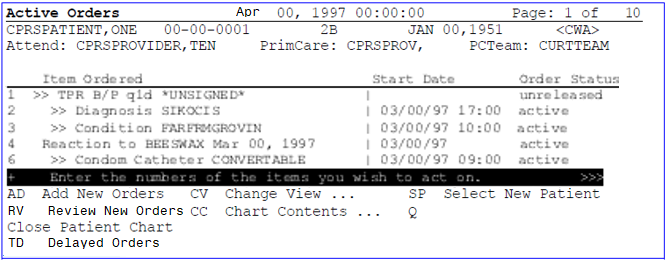 Active Orders Apr 00, 1997 00:00:00 Page: 1 of 10
CPRSPATIENT,ONE 00-00-0001 2B JAN 00,1951 <CWA>
Attend: CPRSPROVIDER,TEN PrimCare: CPRSPROV, PCTeam: CURTTEAM
Item Ordered Start Date Order Status
1 >> TPR B/P qld *UNSIGNED* | unreleased
2 >> Diagnosis SIKOCIS | 03/00/97 17:00 active
3 >> Condition FARFRMGROVIN | 03/00/97 10:00 active
4 Reaction to BEESWAX Mar 00, 1997 | 03/00/97 active
6 >> Condom Catheter CONVERTABLE | 03/00/97 09:00 active
+ Enter the numbers of the items you wish to act on. >>>
AD Add New Orders CV Change View ... SP Select New Patient
RV Review New Orders CC Chart Contents ... Q
Close Patient Chart
TD Delayed Orders